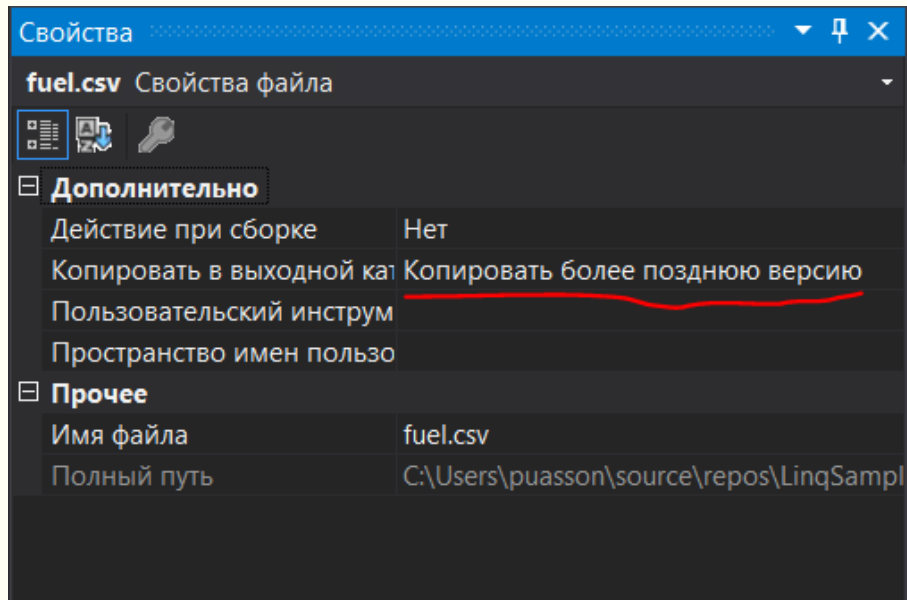 Свойства
fuel.csv Свойства файла
Дополнительно
Действие при сборке Нет
Копировать в выходной кат Копировать более позднюю версию
Пользовательский инструм
Пространство имен пользо
Прочее
Имя файла fuel.csv
Полный путь C:\Users\puasson\source\repos\LinqSampl